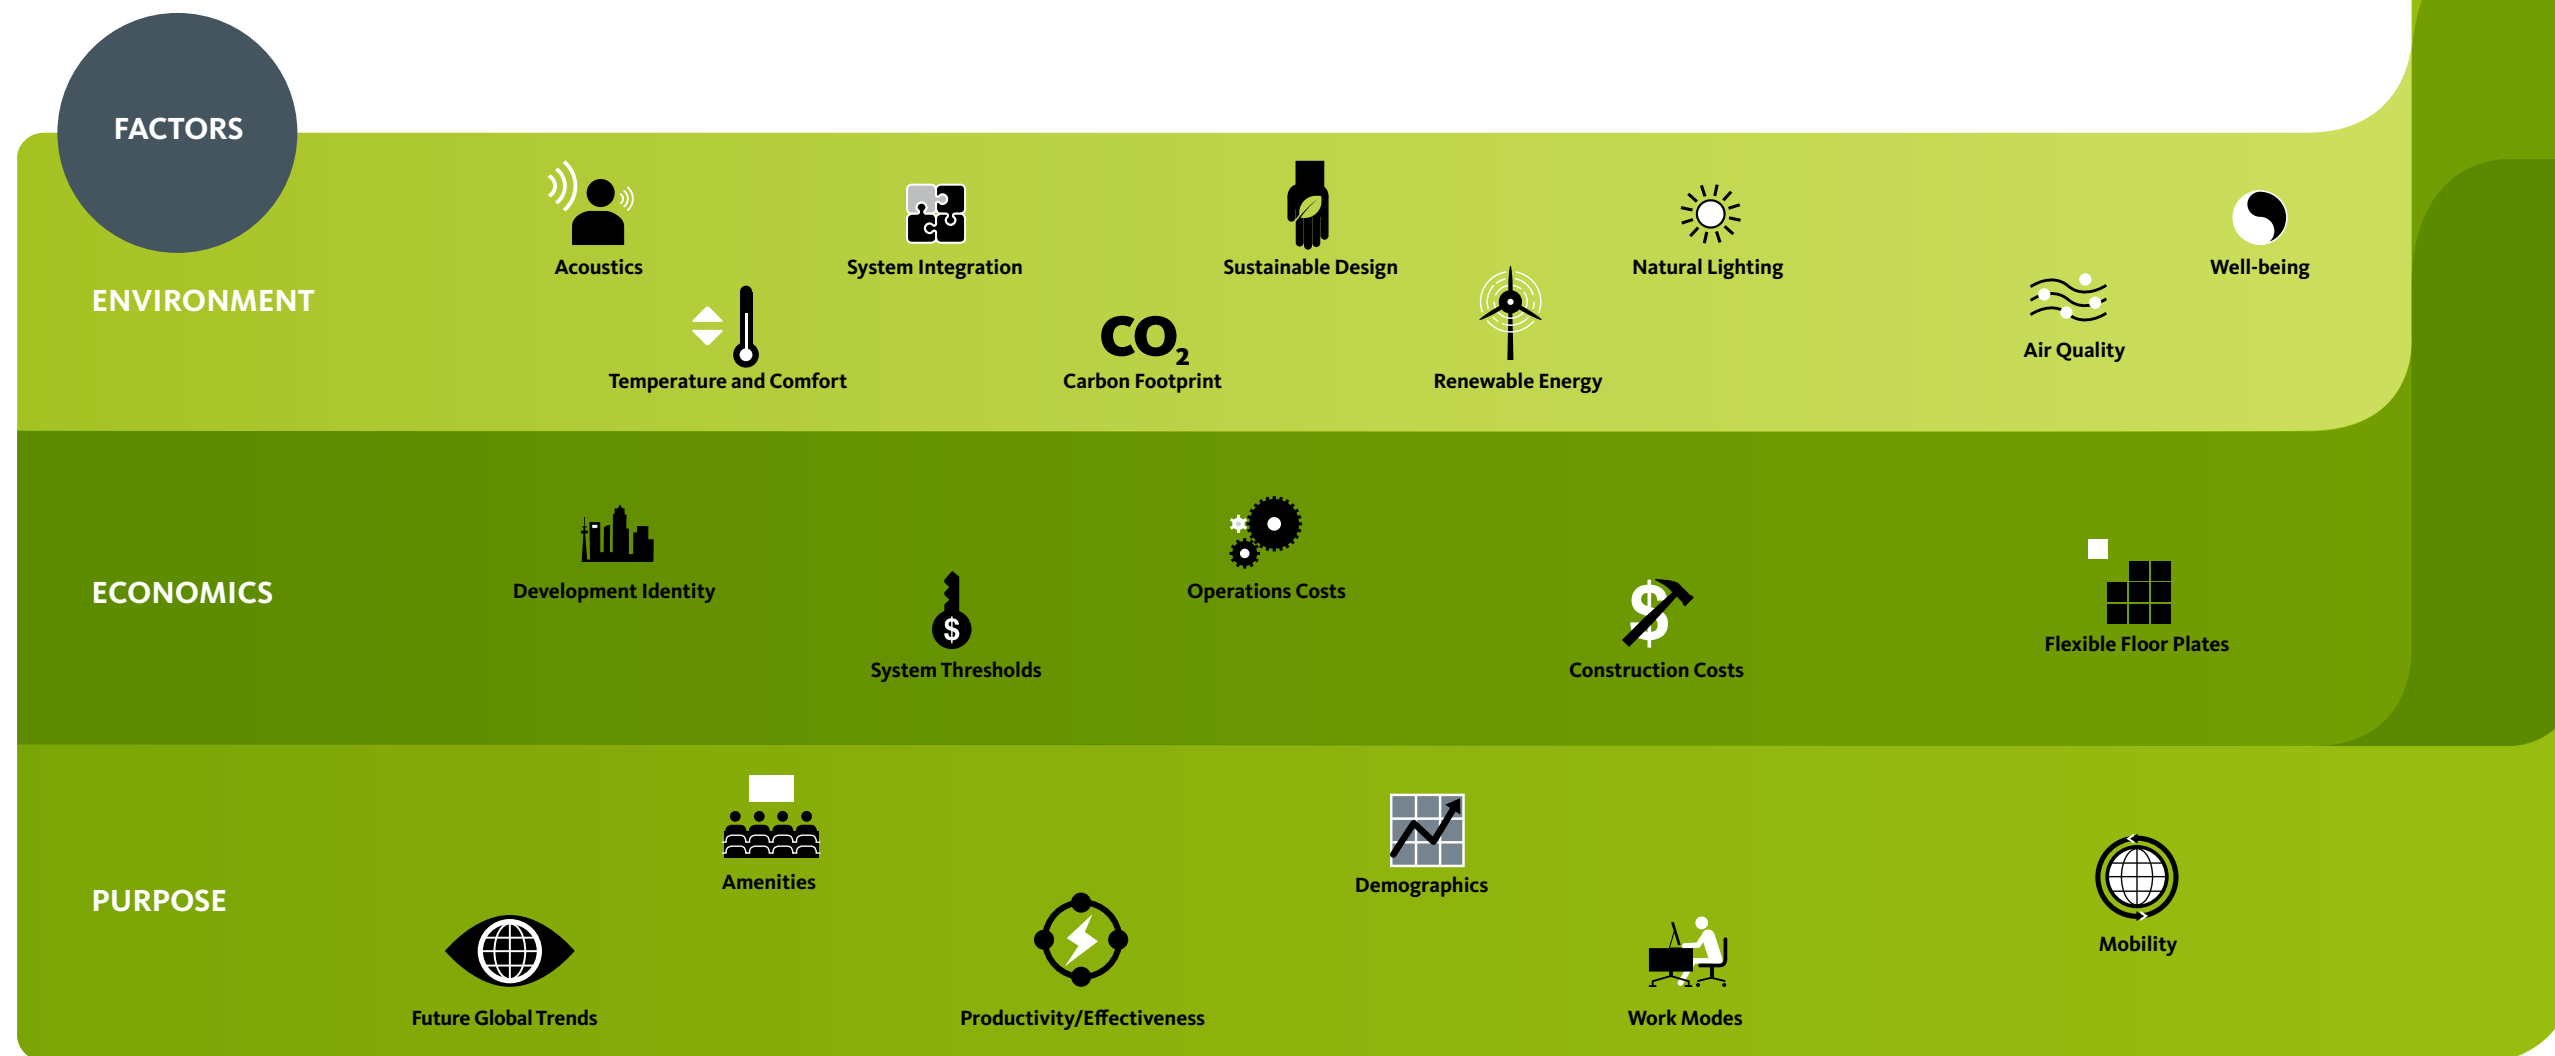 FACTORS
ENVIRONMENT
Acoustics
System Integration
Sustainable Design
Natural Lighting
Well-being
Temperature and Comfort
CO₂
Carbon Footprint
Renewable Energy
Air Quality
ECONOMICS
Development Identity
$
System Thresholds
Operations Costs
$
Construction Costs
Flexible Floor Plates
PURPOSE
Amenities
Demographics
Mobility
Future Global Trends
Productivity/Effectiveness
Work Modes